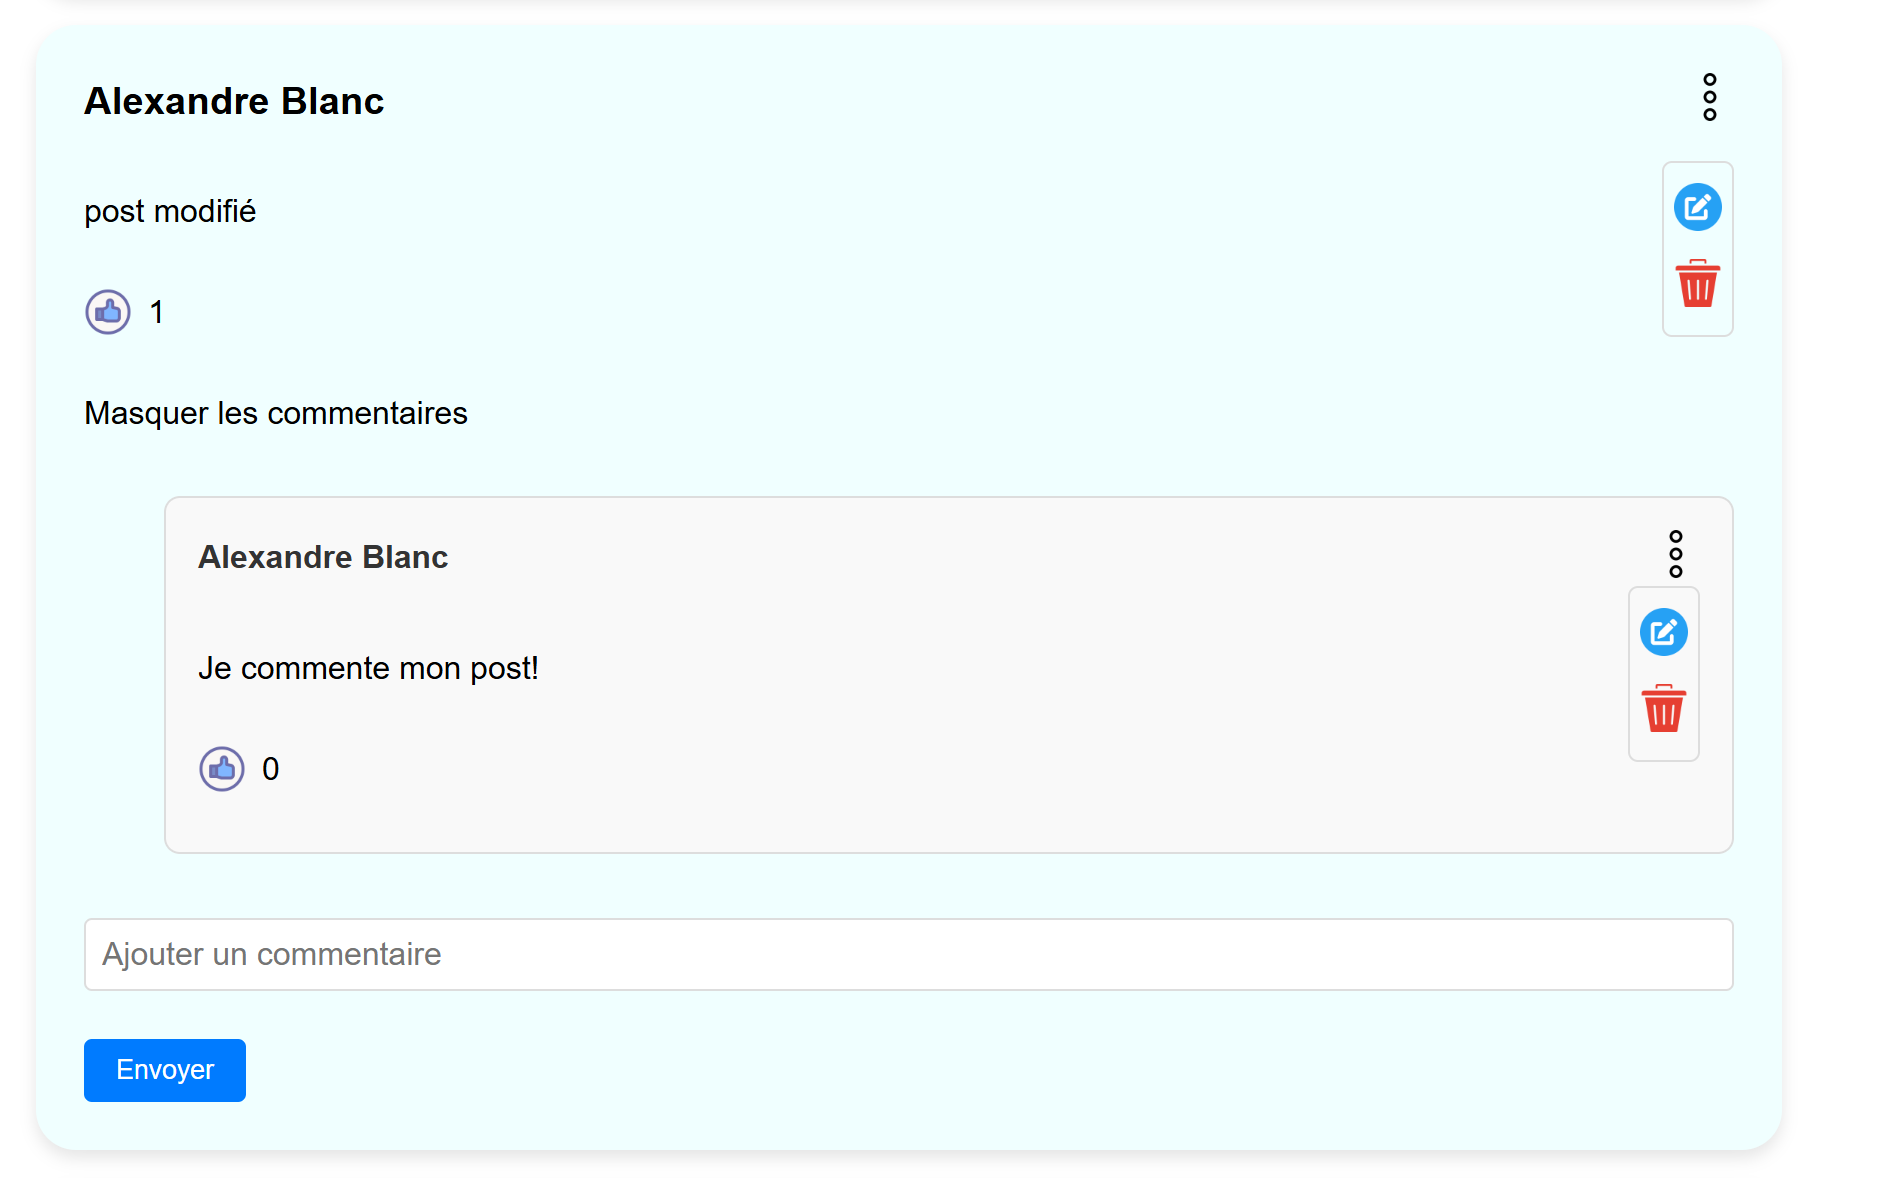 Alexandre Blanc
post modifié
1
Masquer les commentaires
Alexandre Blanc
Je commente mon post!
0
Ajouter un commentaire
Envoyer